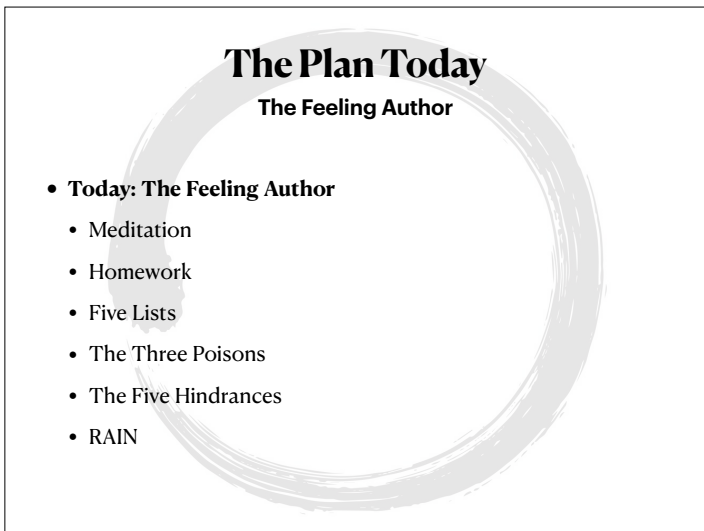 The Plan Today
The Feeling Author
• Today: The Feeling Author
• Meditation
• Homework
• Five Lists
• The Three Poisons
• The Five Hindrances
• RAIN